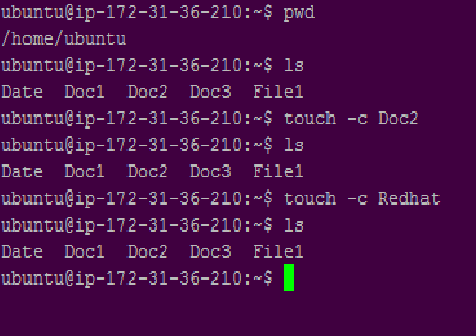 ubuntu@ip-172-31-36-210:~$ pwd
/home/ubuntu
ubuntu@ip-172-31-36-210:~$ ls
Date  Doc1  Doc2  Doc3  File1
ubuntu@ip-172-31-36-210:~$ touch -c Doc2
ubuntu@ip-172-31-36-210:~$ ls
Date  Doc1  Doc2  Doc3  File1
ubuntu@ip-172-31-36-210:~$ touch -c Redhat
ubuntu@ip-172-31-36-210:~$ ls
Date  Doc1  Doc2  Doc3  File1
ubuntu@ip-172-31-36-210:~$